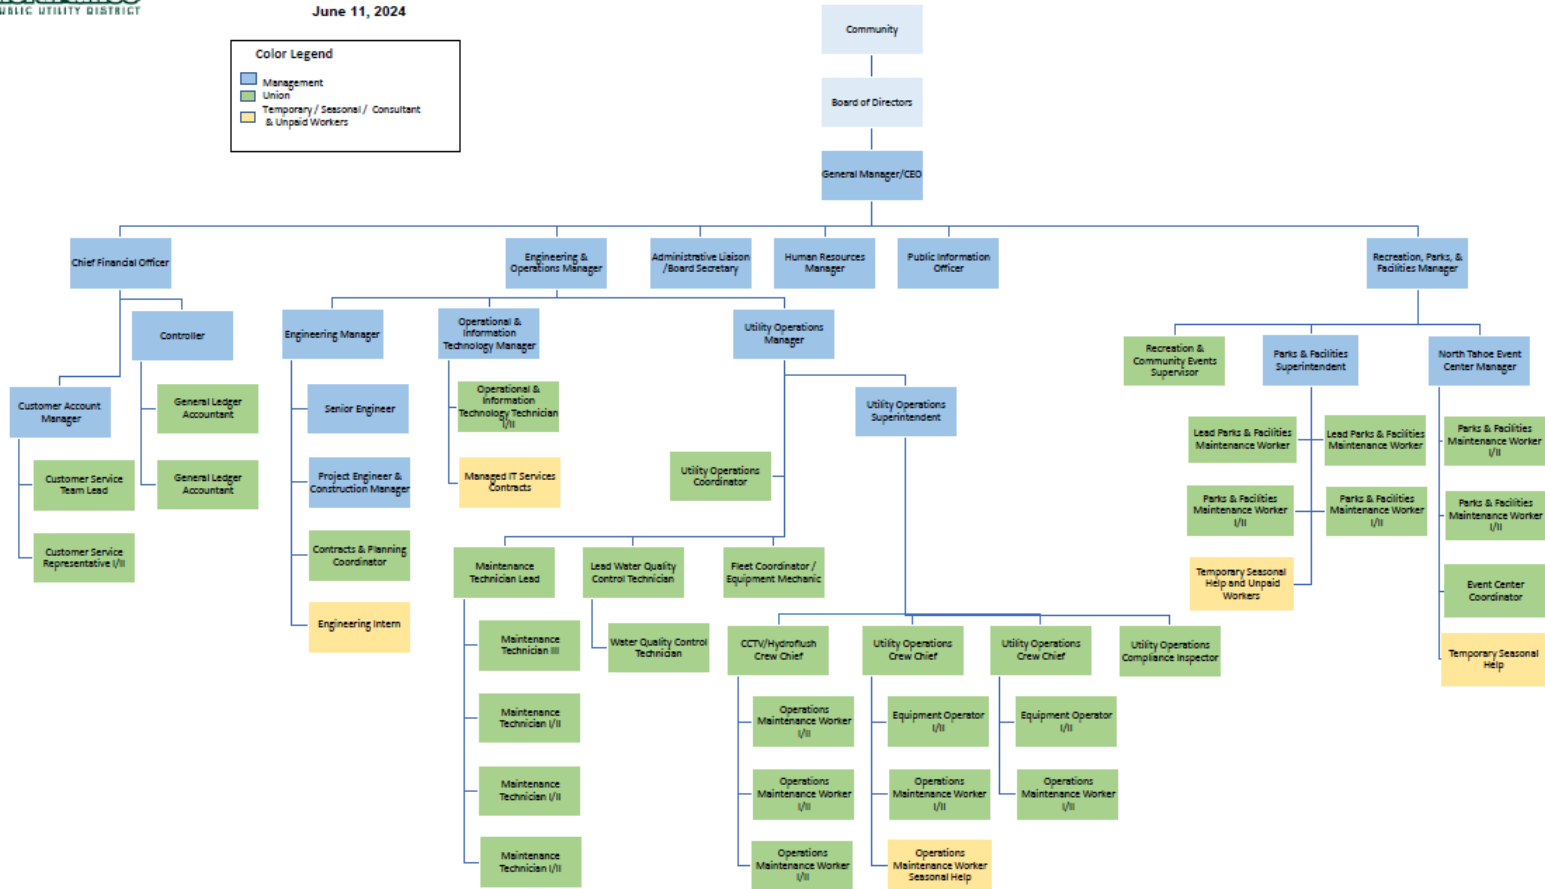 PUBLIC UTILITY DISTRICT
June 11, 2024
Color Legend
Management
Union
Temporary / Seasonal / Consultant
& Unpaid Workers
Community
Board of Directors
General Manager/CEO
Chief Financial Officer
Engineering &
Operations Manager
Administrative Liaison
/Board Secretary
Human Resources
Manager
Public Information
Officer
Recreation, Parks, &
Facilities Manager
Controller
Engineering Manager
Operational &
Information
Technology Manager
Utility Operations
Manager
Recreation &
Community Events
Supervisor
Parks & Facilities
Superintendent
North Tahoe Event
Center Manager
Customer Account
Manager
General Ledger
Accountant
General Ledger
Accountant
Customer Service
Team Lead
Customer Service
Representative I/II
Senior Engineer
Project Engineer &
Construction Manager
Contracts & Planning
Coordinator
Engineering Intern
Operational &
Information
Technology Technician
I/II
Managed IT Services
Contracts
Utility Operations
Superintendent
Utility Operations
Coordinator
Maintenance
Technician Lead
Lead Water Quality
Control Technician
Fleet Coordinator /
Equipment Mechanic
Maintenance
Technician III
Maintenance
Technician I/II
Maintenance
Technician I/II
Maintenance
Technician I/II
Water Quality Control
Technician
CCTV/Hydroflush
Crew Chief
Utility Operations
Crew Chief
Utility Operations
Crew Chief
Utility Operations
Compliance Inspector
Operations
Maintenance Worker
I/II
Operations
Maintenance Worker
I/II
Operations
Maintenance Worker
I/II
Equipment Operator
I/II
Operations
Maintenance Worker
I/II
Operations
Maintenance Worker
Seasonal Help
Equipment Operator
I/II
Operations
Maintenance Worker
I/II
Lead Parks & Facilities
Maintenance Worker
Lead Parks & Facilities
Maintenance Worker
Parks & Facilities
Maintenance Worker
I/II
Parks & Facilities
Maintenance Worker
I/II
Temporary Seasonal
Help and Unpaid
Workers
Parks & Facilities
Maintenance Worker
I/II
Parks & Facilities
Maintenance Worker
I/II
Event Center
Coordinator
Temporary Seasonal
Help